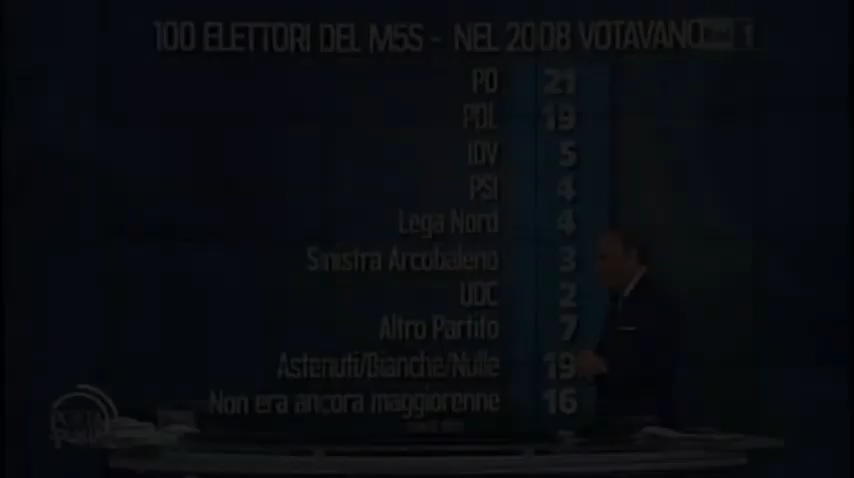 100 ELETTORI DEL M5S - NEL 2008 VOTAVANO
PD 21
PDL 19
IDV 5
PSI 4
Lega Nord 4
Sinistra Arcobaleno 3
UDC 2
Altro Partito 7
Astenuti/Bianche/Nulle 19
Non era ancora maggiorenne 16